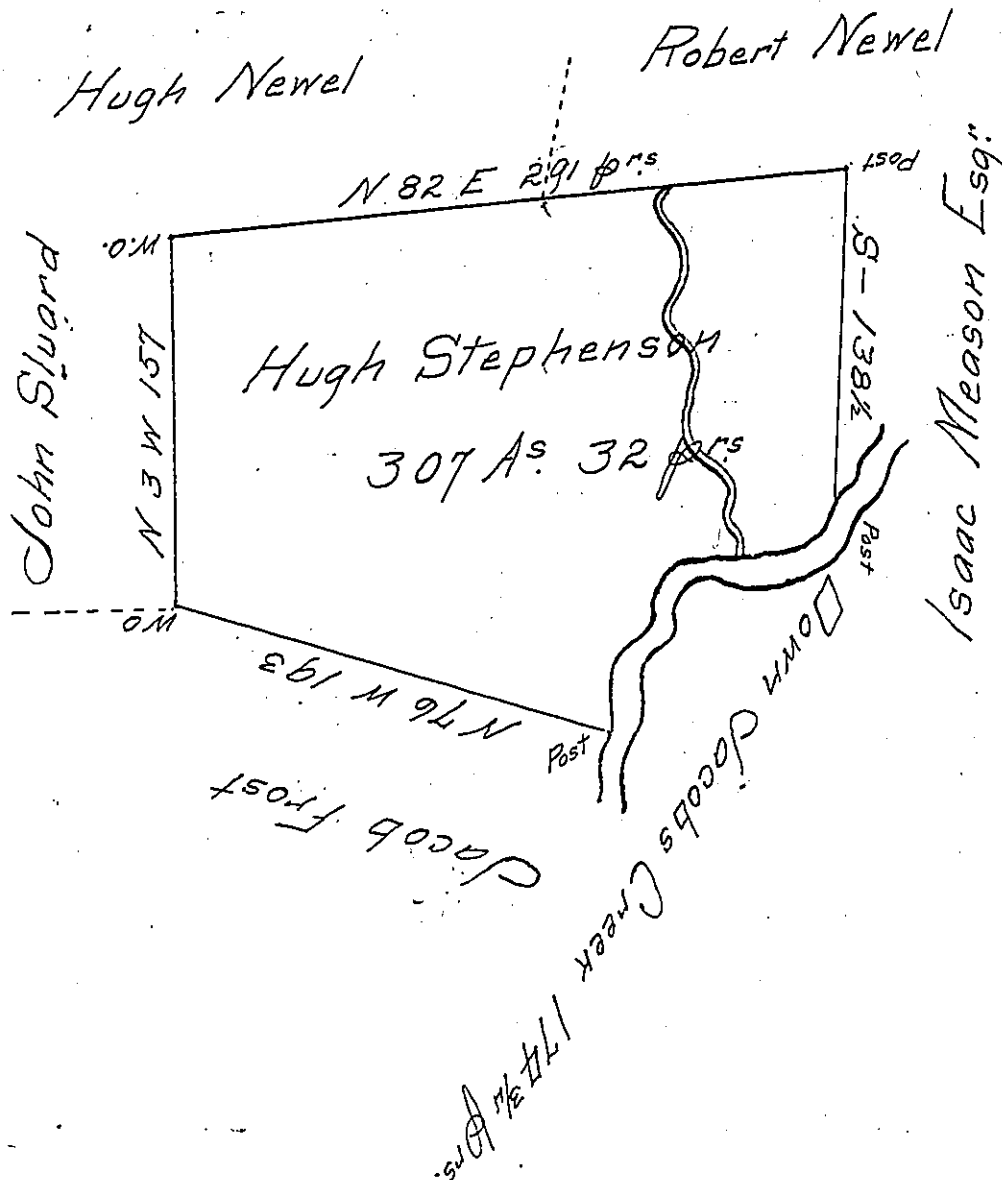 Hugh Newel
Robert Newel
N 82 E 291 prs
Post
W.O.
John Sluard
N 3 W 157
Hugh Stephenson
307 As. 32 prs
S - 138½
Isaac Meason Esqr.
Post
W.O
N 76 W 193
Post
Jacob Frost
Down Jacobs Creek 174¾ prs.